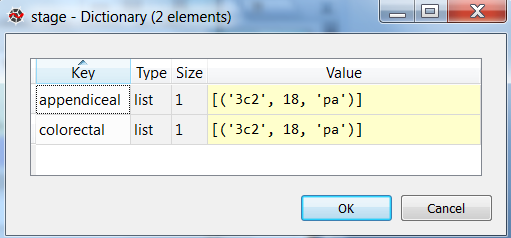 stage - Dictionary (2 elements)
Key Type Size Value
appendiceal list 1 [('3c2', 18, 'pa')]
colorectal list 1 [('3c2', 18, 'pa')]
OK Cancel